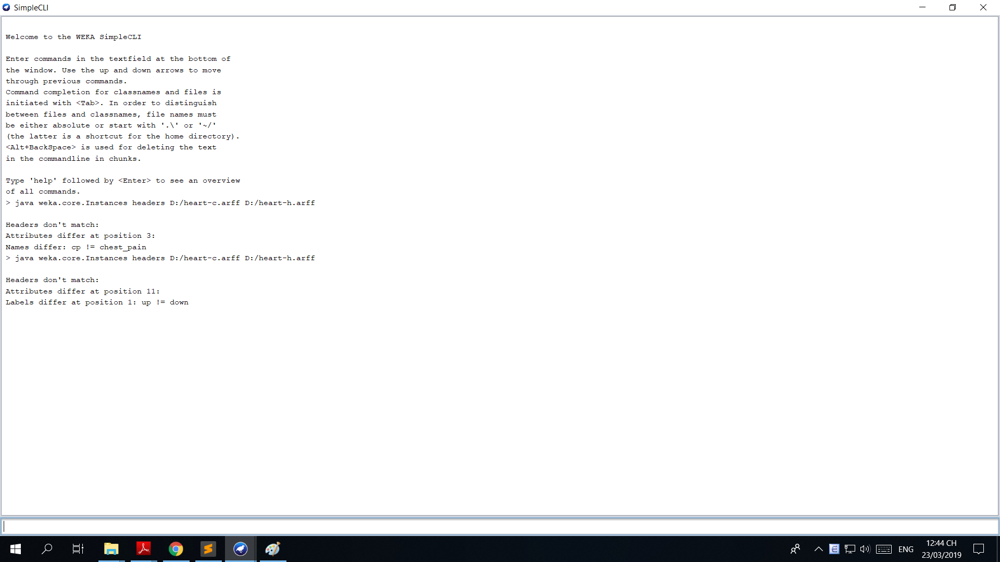 SimpleCLI
Welcome to the WEKA SimpleCLI
Enter commands in the textfield at the bottom of
the window. Use the up and down arrows to move
through previous commands.
Command completion for classnames and files is
initiated with <Tab>. In order to distinguish
between files and classnames, file names must
be either absolute or start with '.\' or '~/'
(the latter is a shortcut for the home directory).
<Alt+BackSpace> is used for deleting the text
in the commandline in chunks.
Type 'help' followed by <Enter> to see an overview
of all commands.
> java weka.core.Instances headers D:/heart-c.arff D:/heart-h.arff
Headers don't match:
Attributes differ at position 3:
Names differ: cp != chest_pain
> java weka.core.Instances headers D:/heart-c.arff D:/heart-h.arff
Headers don't match:
Attributes differ at position 11:
Labels differ at position 1: up != down
E
ENG
12:44 CH
23/03/2019